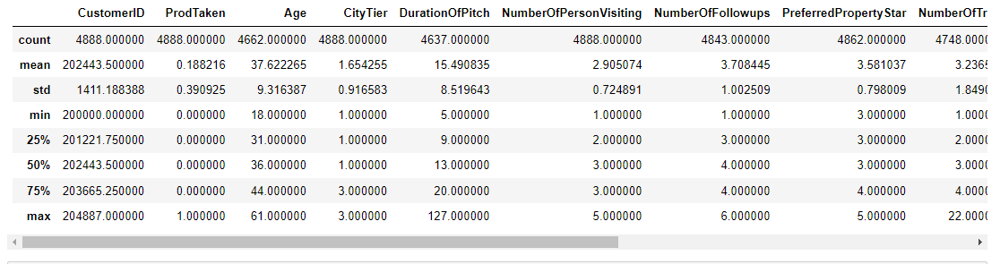 CustomerID ProdTaken Age CityTier DurationOfPitch NumberOfPersonVisiting NumberOfFollowups PreferredPropertyStar NumberOfTr
count 4888.000000 4888.000000 4662.000000 4888.000000 4637.000000 4888.000000 4843.000000 4862.000000 4748.0000
mean 202443.500000 0.188216 37.622265 1.654255 15.490835 2.905074 3.708445 3.581037 3.2365
std 1411.188388 0.390925 9.316387 0.916583 8.519643 0.724891 1.002509 0.798009 1.8490
min 200000.000000 0.000000 18.000000 1.000000 5.000000 1.000000 1.000000 3.000000 1.0000
25% 201221.750000 0.000000 31.000000 1.000000 9.000000 2.000000 3.000000 3.000000 2.0000
50% 202443.500000 0.000000 36.000000 1.000000 13.000000 3.000000 4.000000 3.000000 3.0000
75% 203665.250000 0.000000 44.000000 3.000000 20.000000 3.000000 4.000000 4.000000 4.0000
max 204887.000000 1.000000 61.000000 3.000000 127.000000 5.000000 6.000000 5.000000 22.0000